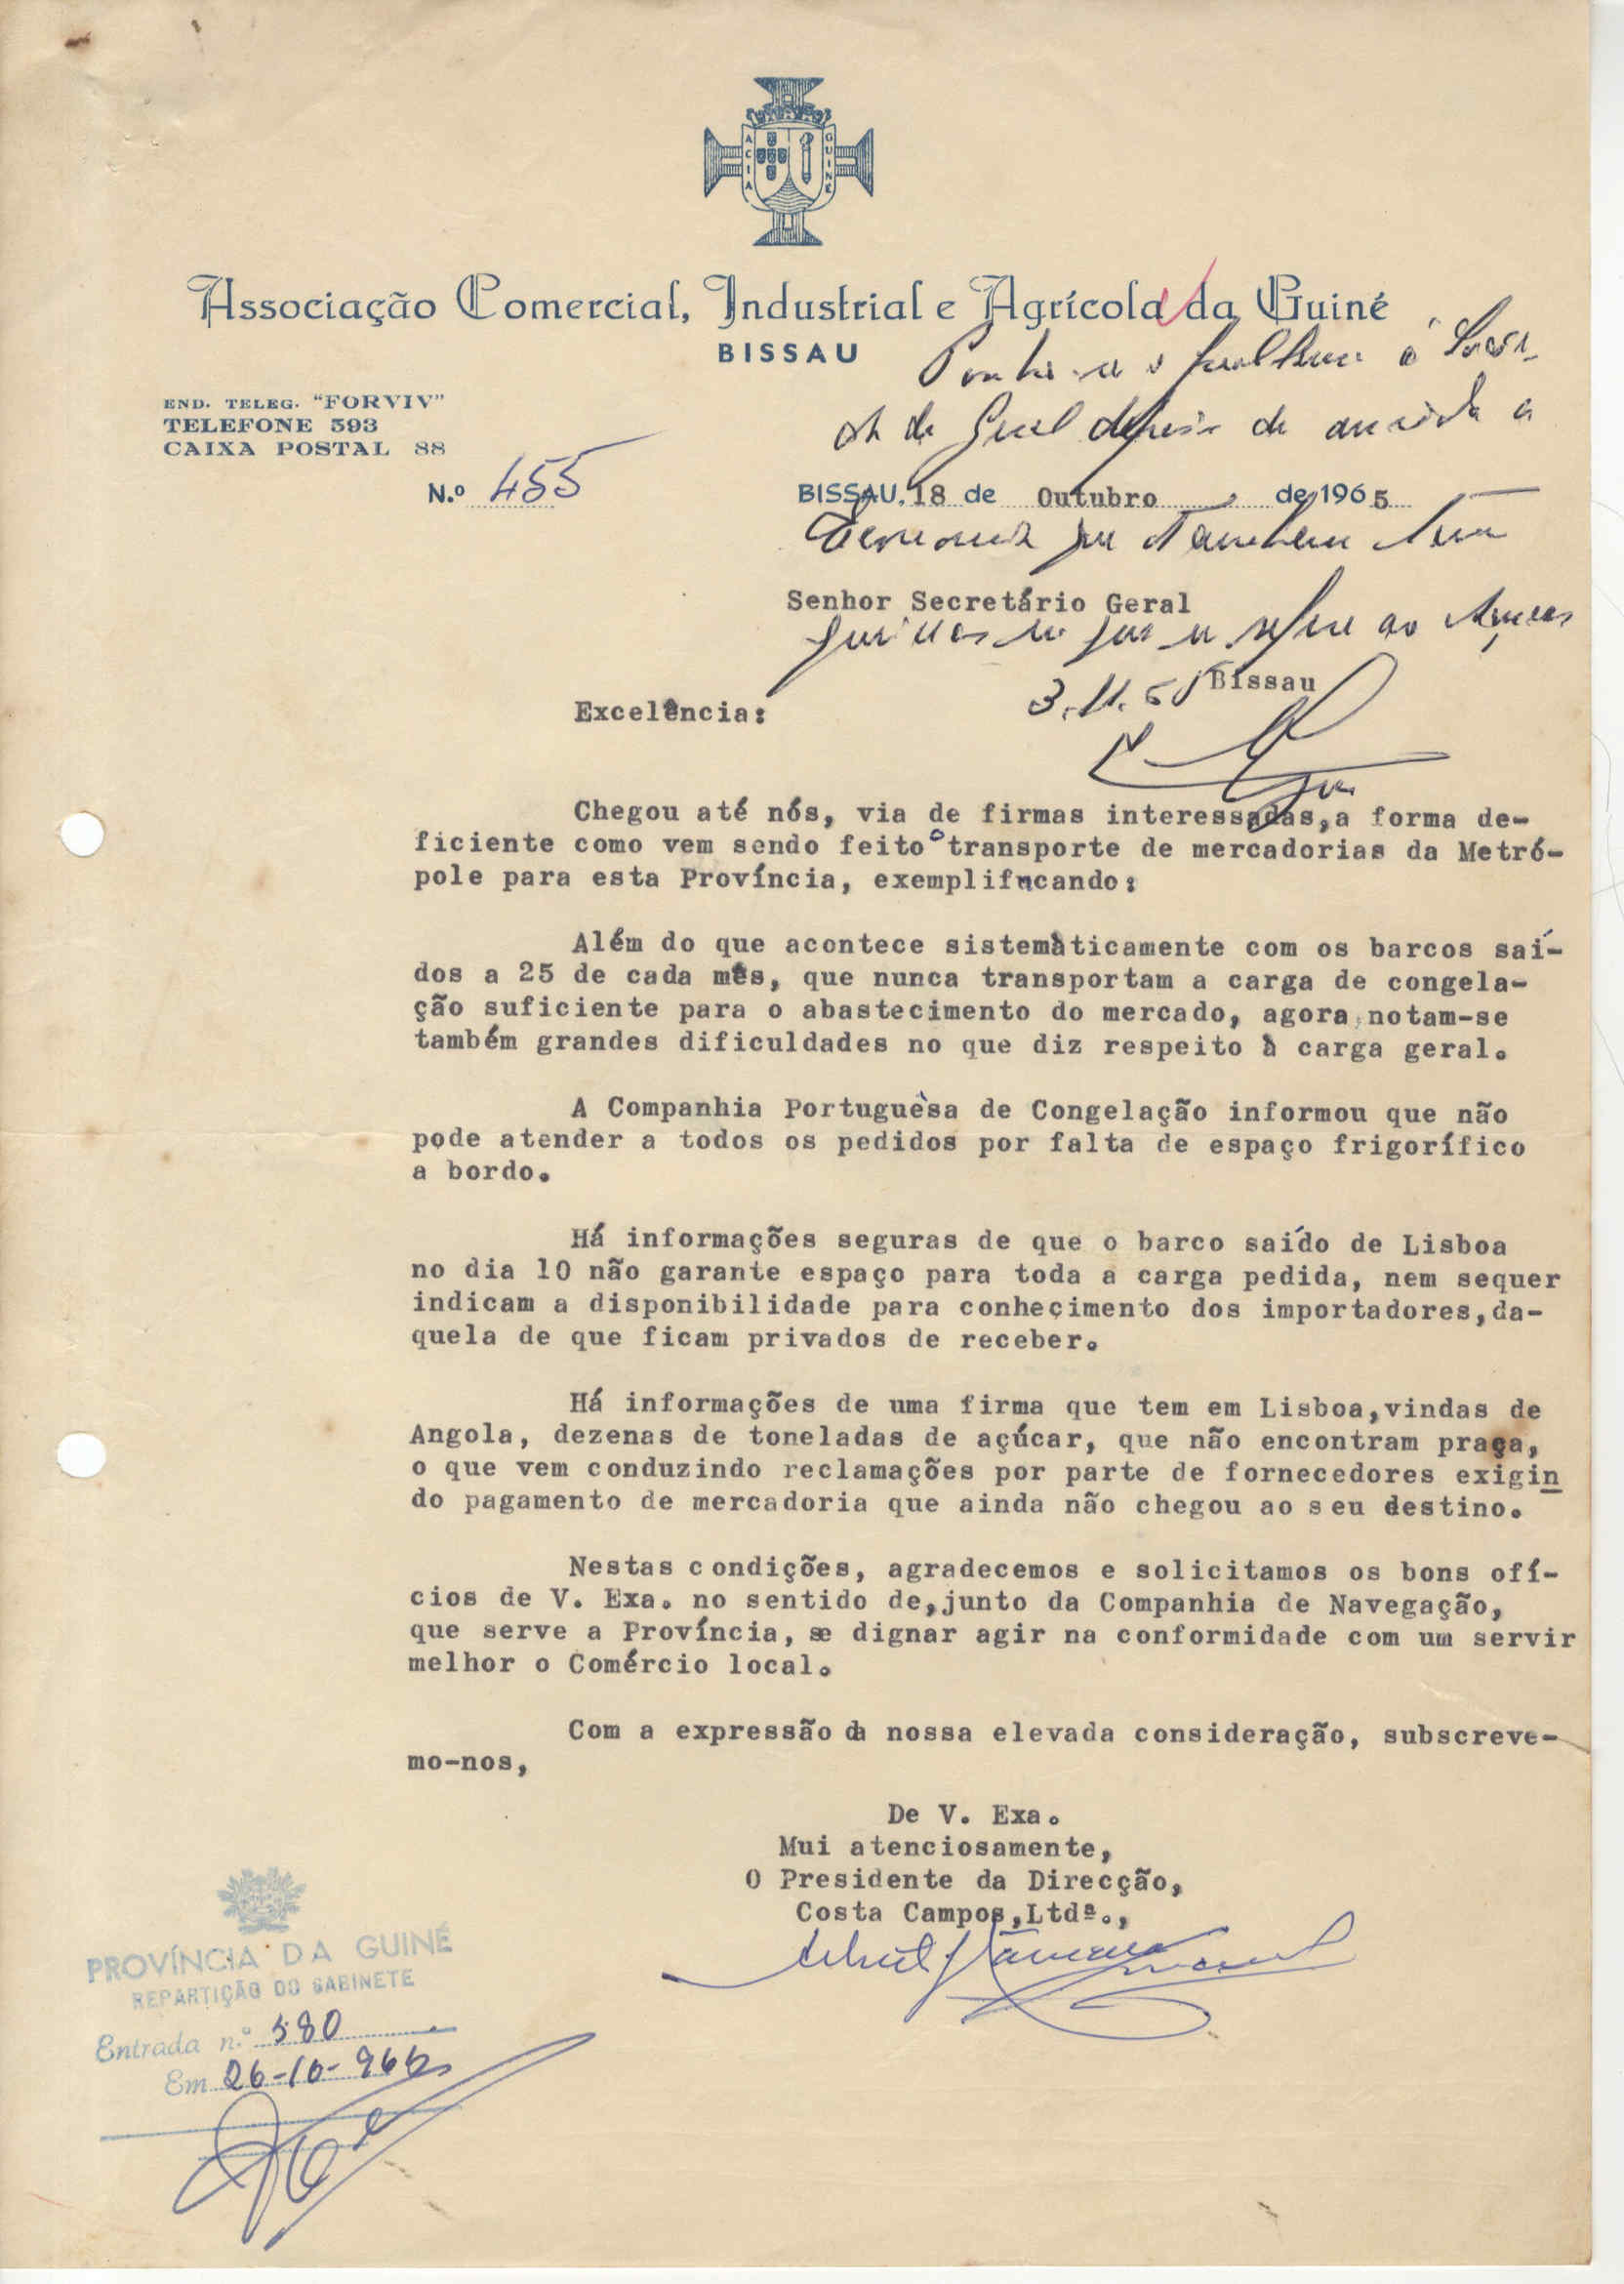 ACIA GUINÉ
Associação Comercial, Industrial e Agrícola da Guiné
BISSAU
END. TELEG. "FORVIV"
TELEFONE 593
CAIXA POSTAL 88
N.º 455
depois de
BISSAU, 18 de Outubro de 1965
Senhor Secretário Geral
Bissau
3.11.65
Excelência:
Chegou até nós, via de firmas interessadas,a forma de-
ficiente como vem sendo feito o transporte de mercadorias da Metró-
pole para esta Província, exemplificando:
Além do que acontece sistemàticamente com os barcos saí-
dos a 25 de cada mês, que nunca transportam a carga de congela-
ção suficiente para o abastecimento do mercado, agora,notam-se
também grandes dificuldades no que diz respeito à carga geral.
A Companhia Portuguèsa de Congelação informou que não
pode atender a todos os pedidos por falta de espaço frigorífico
a bordo.
Há informações seguras de que o barco saído de Lisboa
no dia 10 não garante espaço para toda a carga pedida, nem sequer
indicam a disponibilidade para conhecimento dos importadores,da-
quela de que ficam privados de receber.
Há informações de uma firma que tem em Lisboa,vindas de
Angola, dezenas de toneladas de açúcar, que não encontram praça,
o que vem conduzindo reclamações por parte de fornecedores exigin
do pagamento de mercadoria que ainda não chegou ao seu destino.
Nestas condições, agradecemos e solicitamos os bons ofí-
cios de V. Exa. no sentido de,junto da Companhia de Navegação,
que serve a Província, se dignar agir na conformidade com um servir
melhor o Comércio local.
Com a expressão da nossa elevada consideração, subscreve-
mo-nos,
De V. Exa.
Mui atenciosamente,
O Presidente da Direcção,
Costa Campos,Ltdª.,
PROVÍNCIA DA GUINÉ
REPARTIÇÃO DO GABINETE
Entrada n.º 580
Em 26-10-965